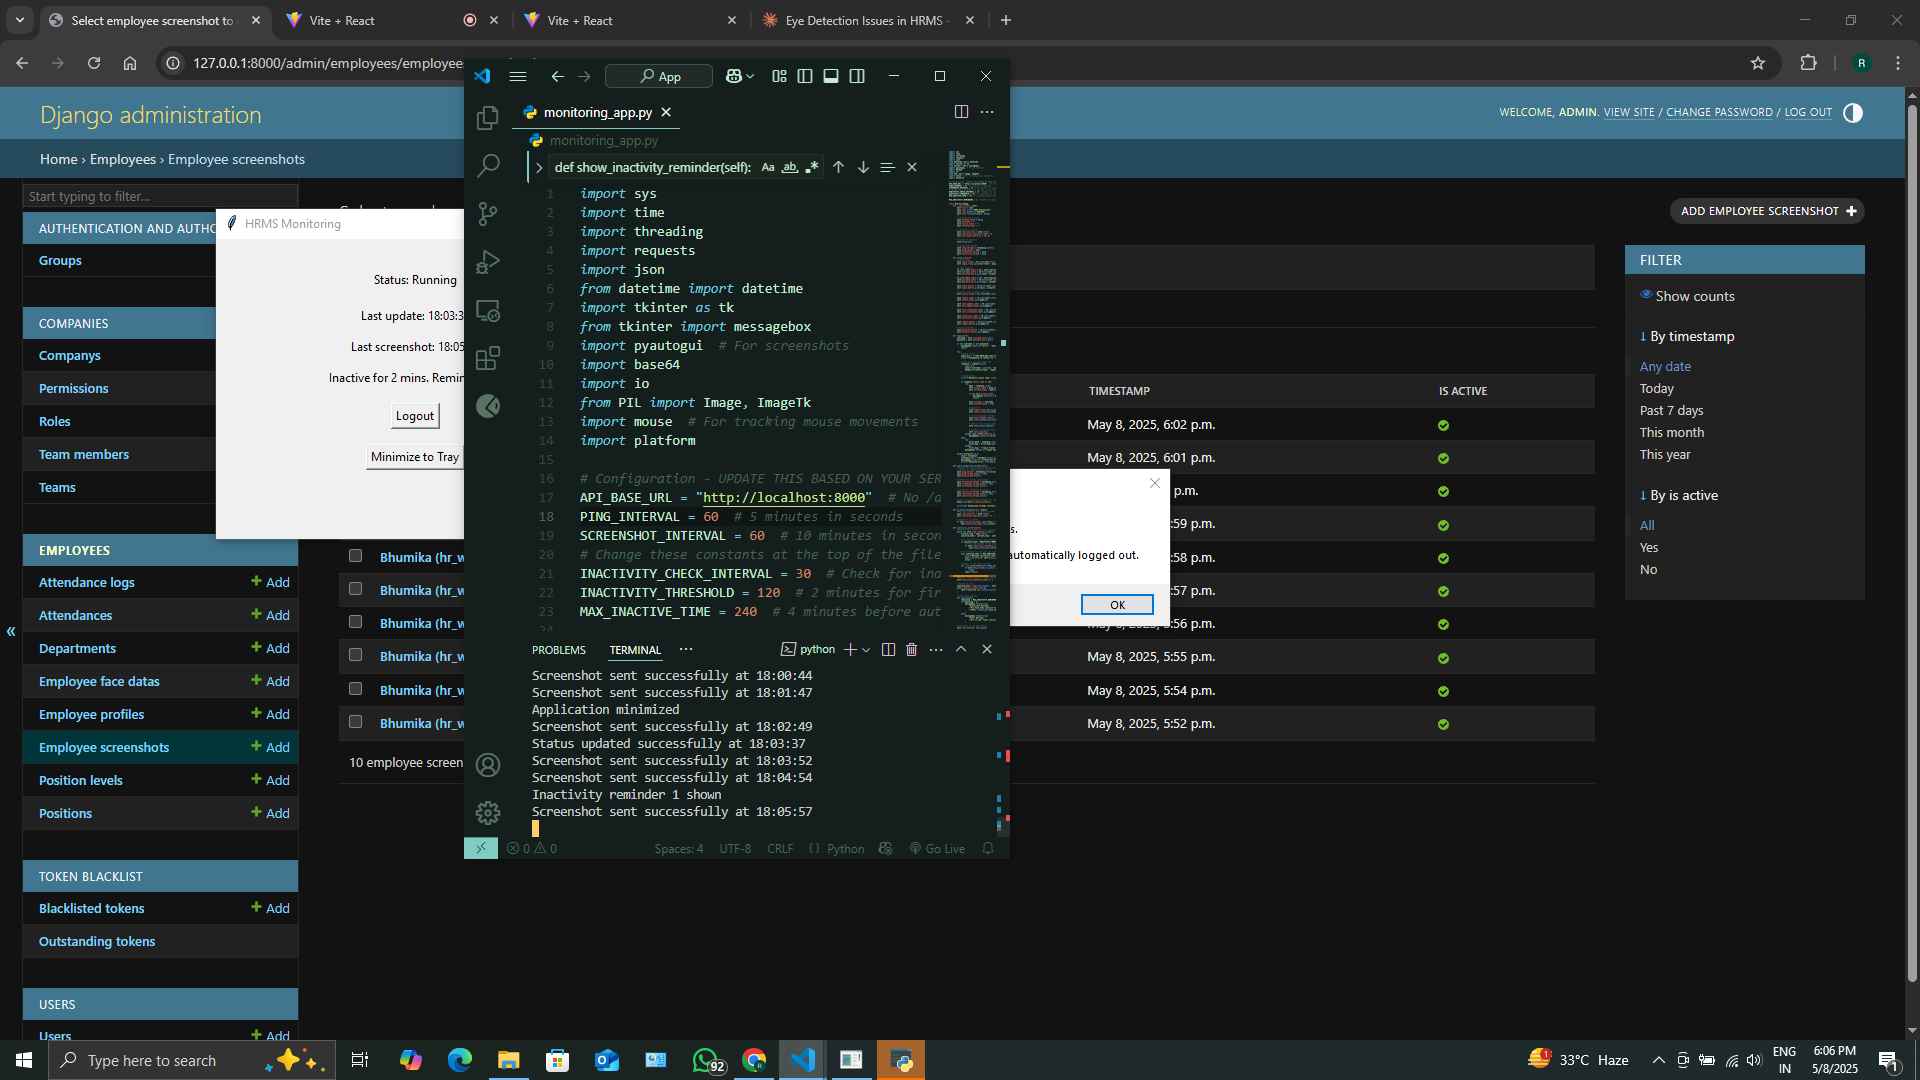 Select employee screenshot to
Vite + React
Vite + React
Eye Detection Issues in HRMS -
127.0.0.1:8000/admin/employees/employee
R
Django administration
WELCOME, ADMIN. VIEW SITE / CHANGE PASSWORD / LOG OUT
Home › Employees › Employee screenshots
Start typing to filter...
AUTHENTICATION AND AUTHO
Groups
COMPANIES
Companys
Permissions
Roles
Team members
Teams
EMPLOYEES
Attendance logs + Add
Attendances + Add
Departments + Add
Employee face datas + Add
Employee profiles + Add
Employee screenshots + Add
Position levels + Add
Positions + Add
TOKEN BLACKLIST
Blacklisted tokens + Add
Outstanding tokens
USERS
Users + Add
«
HRMS Monitoring
Status: Running
Last update: 18:03:3
Last screenshot: 18:05
Inactive for 2 mins. Remin
Logout
Minimize to Tray
Bhumika (hr_w
Bhumika (hr_w
Bhumika (hr_w
Bhumika (hr_w
Bhumika (hr_w
Bhumika (hr_w
10 employee screen
App
monitoring_app.py
monitoring_app.py
def show_inactivity_reminder(self): Aa ab .*
1 import sys
2 import time
3 import threading
4 import requests
5 import json
6 from datetime import datetime
7 import tkinter as tk
8 from tkinter import messagebox
9 import pyautogui # For screenshots
10 import base64
11 import io
12 from PIL import Image, ImageTk
13 import mouse # For tracking mouse movements
14 import platform
15
16 # Configuration - UPDATE THIS BASED ON YOUR SER
17 API_BASE_URL = "http://localhost:8000" # No /a
18 PING_INTERVAL = 60 # 5 minutes in seconds
19 SCREENSHOT_INTERVAL = 60 # 10 minutes in secon
20 # Change these constants at the top of the file
21 INACTIVITY_CHECK_INTERVAL = 30 # Check for ina
22 INACTIVITY_THRESHOLD = 120 # 2 minutes for fir
23 MAX_INACTIVE_TIME = 240 # 4 minutes before aut
24
PROBLEMS TERMINAL ··· python
Screenshot sent successfully at 18:00:44
Screenshot sent successfully at 18:01:47
Application minimized
Screenshot sent successfully at 18:02:49
Status updated successfully at 18:03:37
Screenshot sent successfully at 18:03:52
Screenshot sent successfully at 18:04:54
Inactivity reminder 1 shown
Screenshot sent successfully at 18:05:57
0 0 Spaces: 4 UTF-8 CRLF {} Python Go Live
ADD EMPLOYEE SCREENSHOT +
TIMESTAMP IS ACTIVE
May 8, 2025, 6:02 p.m.
May 8, 2025, 6:01 p.m.
p.m.
:59 p.m.
:58 p.m.
:57 p.m.
May 8, 2025, 5:56 p.m.
May 8, 2025, 5:55 p.m.
May 8, 2025, 5:54 p.m.
May 8, 2025, 5:52 p.m.
s.
automatically logged out.
OK
FILTER
Show counts
↓ By timestamp
Any date
Today
Past 7 days
This month
This year
↓ By is active
All
Yes
No
Type here to search
92
1
33°C Haze
ENG
IN
6:06 PM
5/8/2025
1